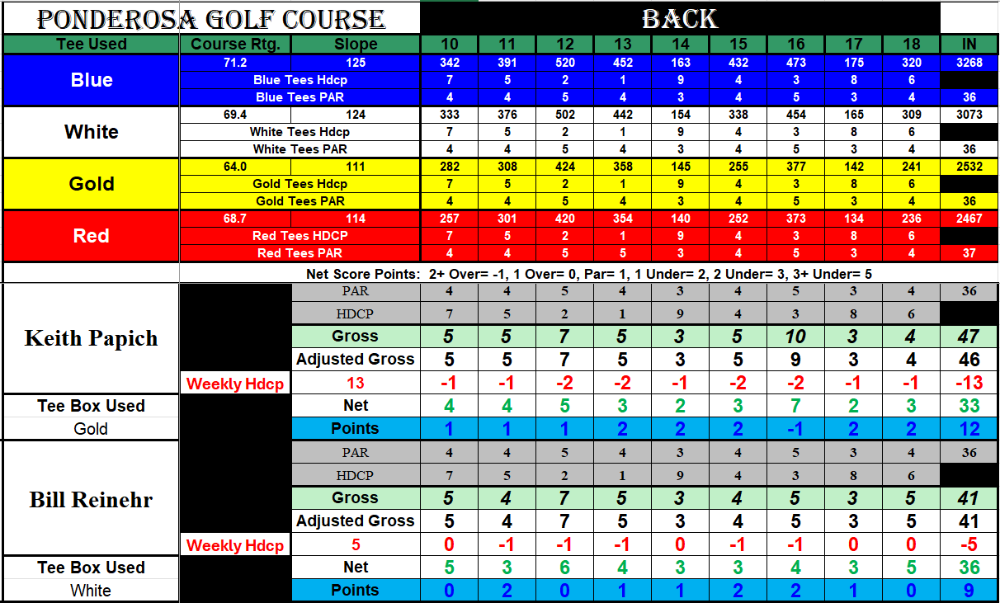 PONDEROSA GOLF COURSE BACK
Tee Used Course Rtg. Slope 10 11 12 13 14 15 16 17 18 IN
Blue 71.2 125 342 391 520 452 163 432 473 175 320 3268
Blue Tees Hdcp 7 5 2 1 9 4 3 8 6
Blue Tees PAR 4 4 5 4 3 4 5 3 4 36
White 69.4 124 333 376 502 442 154 338 454 165 309 3073
White Tees Hdcp 7 5 2 1 9 4 3 8 6
White Tees PAR 4 4 5 4 3 4 5 3 4 36
Gold 64.0 111 282 308 424 358 145 255 377 142 241 2532
Gold Tees Hdcp 7 5 2 1 9 4 3 8 6
Gold Tees PAR 4 4 5 4 3 4 5 3 4 36
Red 68.7 114 257 301 420 354 140 252 373 134 236 2467
Red Tees HDCP 7 5 2 1 9 4 3 8 6
Red Tees PAR 4 4 5 5 3 4 5 3 4 37
Net Score Points: 2+ Over= -1, 1 Over= 0, Par= 1, 1 Under= 2, 2 Under= 3, 3+ Under= 5
PAR 4 4 5 4 3 4 5 3 4 36
HDCP 7 5 2 1 9 4 3 8 6
Keith Papich Gross 5 5 7 5 3 5 10 3 4 47
Adjusted Gross 5 5 7 5 3 5 9 3 4 46
Weekly Hdcp 13 -1 -1 -2 -2 -1 -2 -2 -1 -1 -13
Tee Box Used Net 4 4 5 3 2 3 7 2 3 33
Gold Points 1 1 1 2 2 2 -1 2 2 12
PAR 4 4 5 4 3 4 5 3 4 36
HDCP 7 5 2 1 9 4 3 8 6
Bill Reinehr Gross 5 4 7 5 3 4 5 3 5 41
Adjusted Gross 5 4 7 5 3 4 5 3 5 41
Weekly Hdcp 5 0 -1 -1 -1 0 -1 -1 0 0 -5
Tee Box Used Net 5 3 6 4 3 3 4 3 5 36
White Points 0 2 0 1 1 2 2 1 0 9